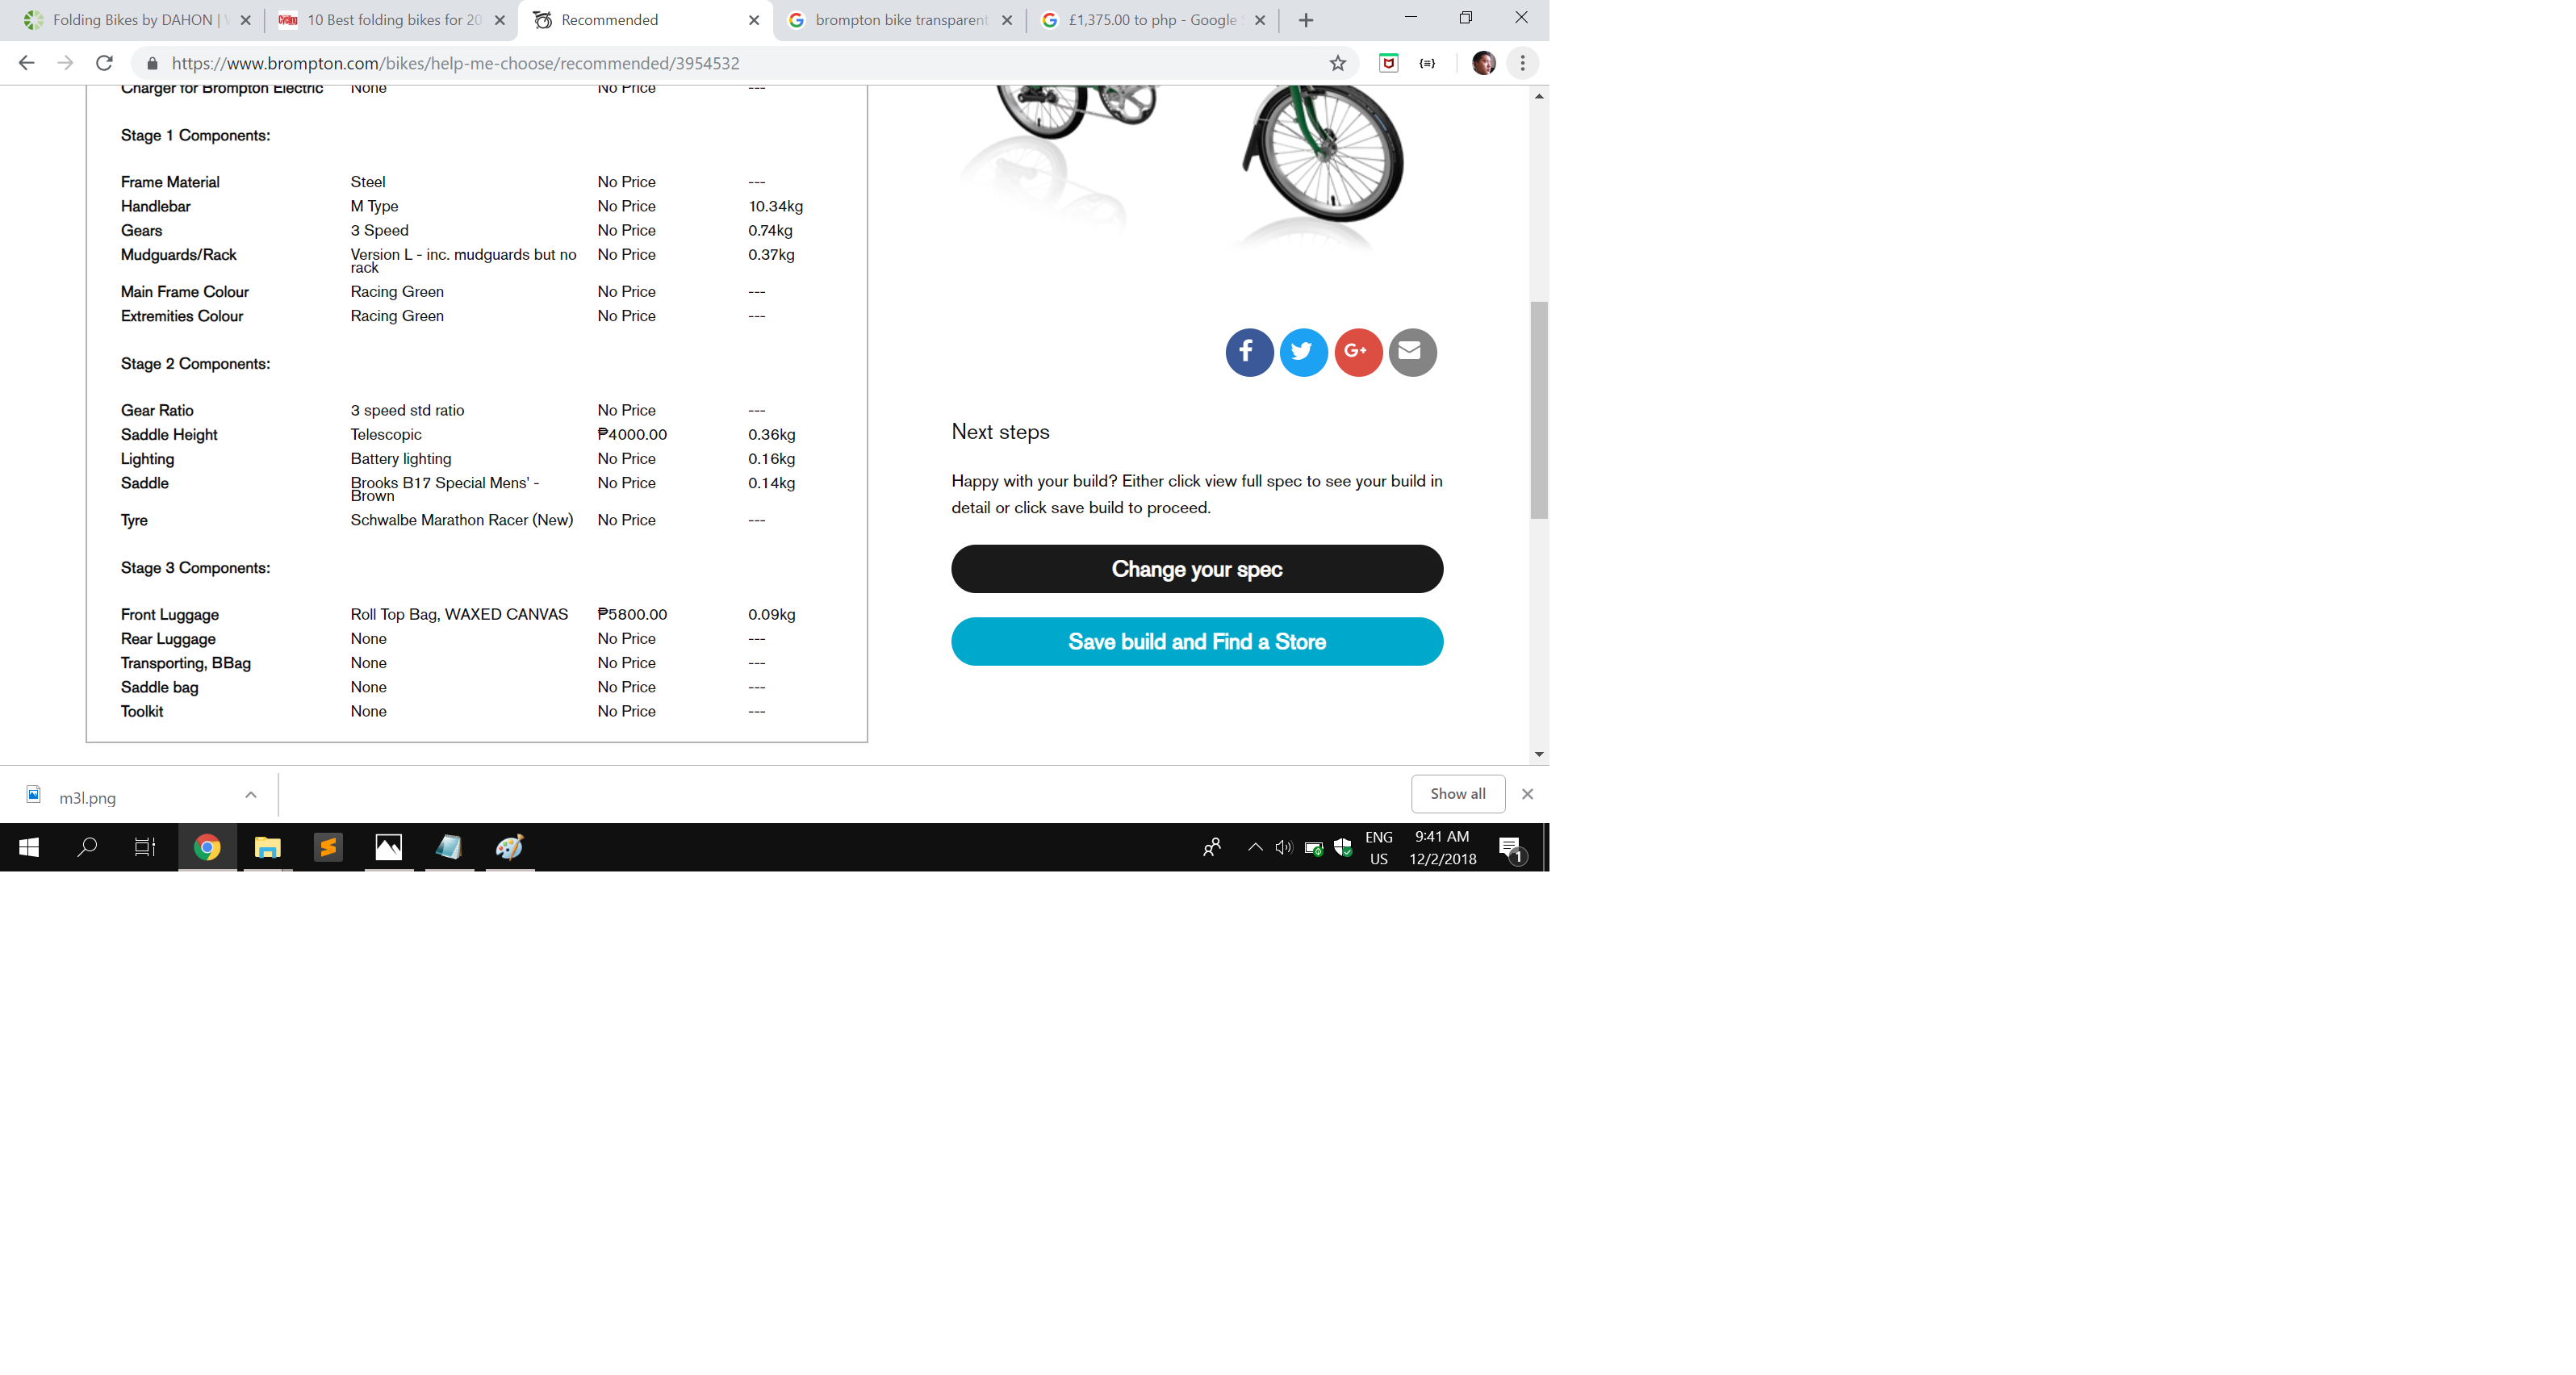 Folding Bikes by DAHON |
10 Best folding bikes for 20
Recommended
brompton bike transparent
£1,375.00 to php - Google
https://www.brompton.com/bikes/help-me-choose/recommended/3954532
Charger for Brompton Electric None No Price ---
Stage 1 Components:
Frame Material Steel No Price ---
Handlebar M Type No Price 10.34kg
Gears 3 Speed No Price 0.74kg
Mudguards/Rack Version L - inc. mudguards but no No Price 0.37kg
rack
Main Frame Colour Racing Green No Price ---
Extremities Colour Racing Green No Price ---
Stage 2 Components:
Gear Ratio 3 speed std ratio No Price ---
Saddle Height Telescopic ₱4000.00 0.36kg
Lighting Battery lighting No Price 0.16kg
Saddle Brooks B17 Special Mens' - No Price 0.14kg
Brown
Tyre Schwalbe Marathon Racer (New) No Price ---
Stage 3 Components:
Front Luggage Roll Top Bag, WAXED CANVAS ₱5800.00 0.09kg
Rear Luggage None No Price ---
Transporting, BBag None No Price ---
Saddle bag None No Price ---
Toolkit None No Price ---
Next steps
Happy with your build? Either click view full spec to see your build in
detail or click save build to proceed.
Change your spec
Save build and Find a Store
m3l.png
Show all
ENG
US
9:41 AM
12/2/2018
1